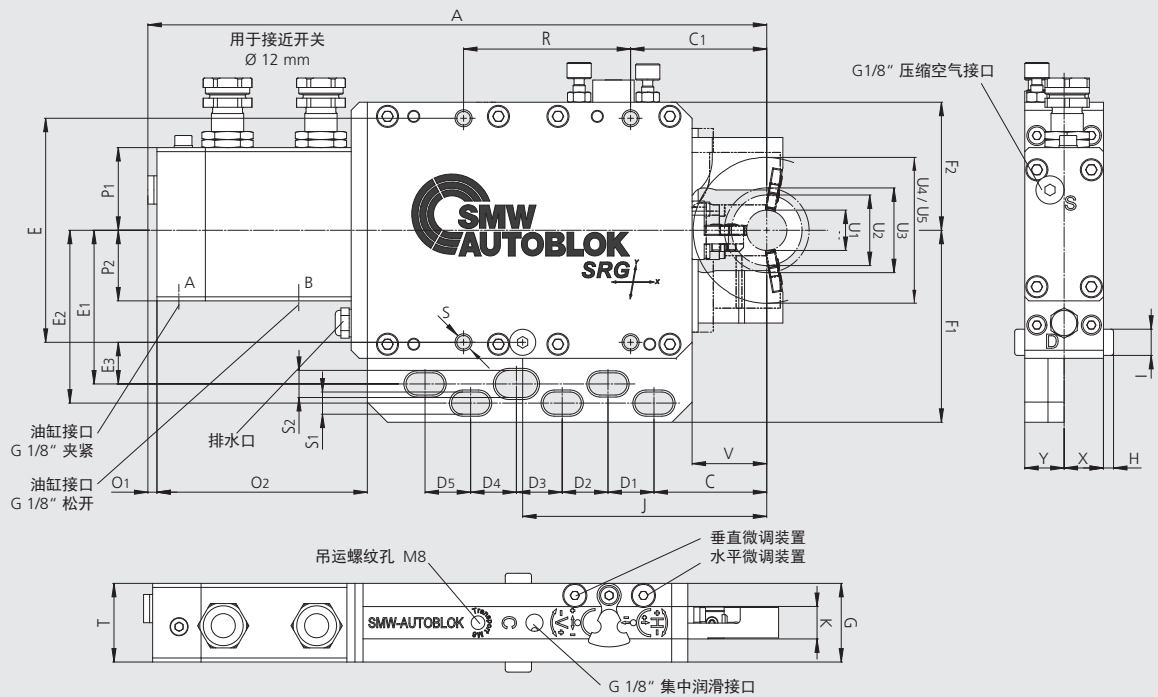 A
用于接近开关
Ø 12 mm
R
C1
G1/8" 压缩空气接口
E
P1
P2
E1
E2
E3
F2
F1
U1
U2
U3
U4 / U5
SMW
AUTOBLOK
SRG
Y
X
A
B
S
S
D
I
S2
S1
油缸接口
G 1/8" 夹紧
排水口
油缸接口
G 1/8" 松开
O1
O2
D5
D4
D3
D2
D1
C
V
J
Y
X
H
垂直微调装置
水平微调装置
吊运螺纹孔 M8
T
SMW-AUTOBLOK
Transport
M8
C
-V+
+H-
K
G
G 1/8" 集中润滑接口